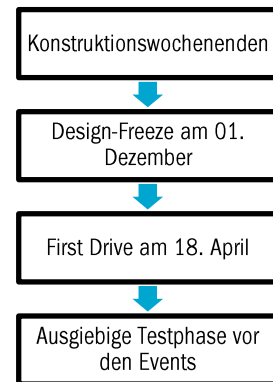 Konstruktionswochenenden
Design-Freeze am 01.
Dezember
First Drive am 18. April
Ausgiebige Testphase vor
den Events